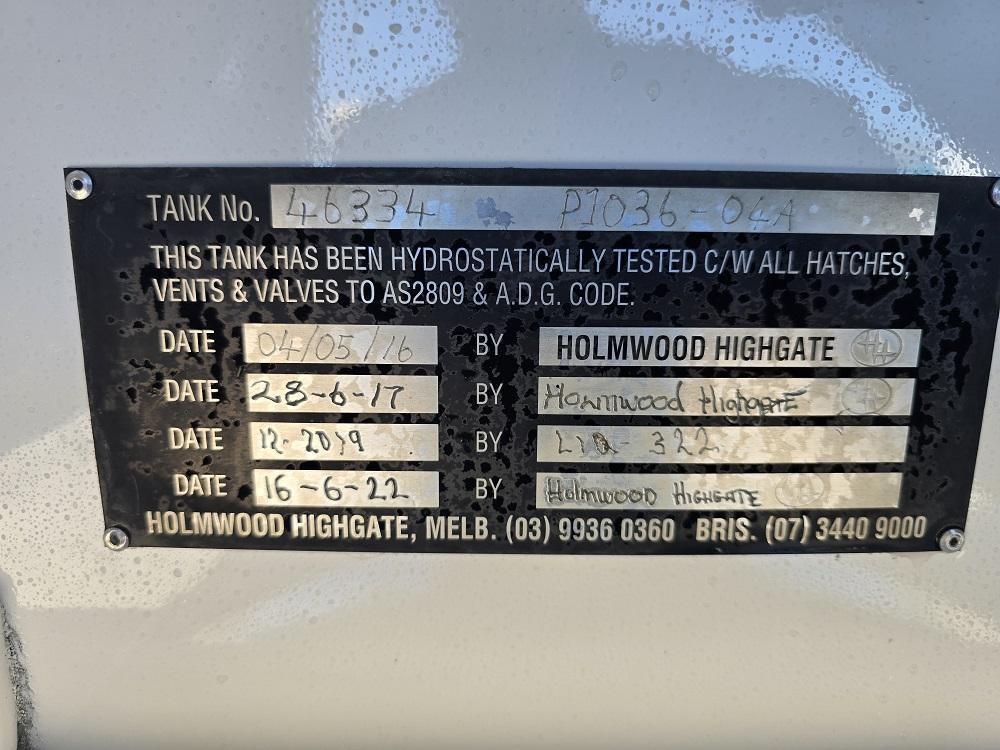 TANK No. 46334 P1036-04A
THIS TANK HAS BEEN HYDROSTATICALLY TESTED C/W ALL HATCHES,
VENTS & VALVES TO AS2809 & A.D.G. CODE.
DATE 04/05/16 BY HOLMWOOD HIGHGATE HH
DATE 28-6-17 BY Holmwood HighgATE
DATE 12-2019 BY 322
DATE 16-6-22 BY Holmwood HIGHGATE
HOLMWOOD HIGHGATE, MELB. (03) 9936 0360 BRIS. (07) 3440 9000